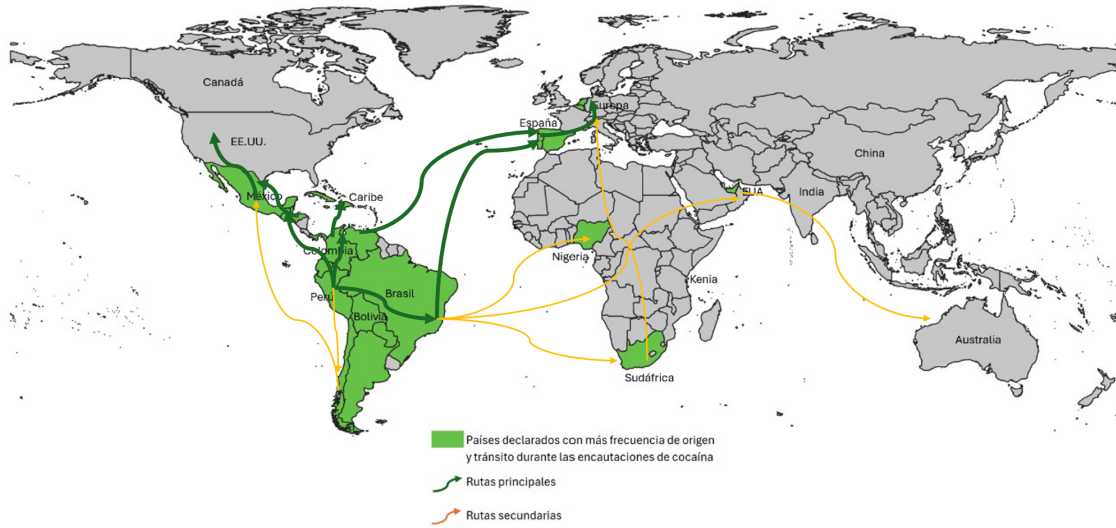 Canadá
España
Europa
EE.UU.
China
México
Caribe
EUA
India
Colombia
Nigeria
Kenia
Perú
Brasil
Bolivia
Australia
Sudáfrica
Países declarados con más frecuencia de origen
y tránsito durante las encautaciones de cocaína
Rutas principales
Rutas secundarias